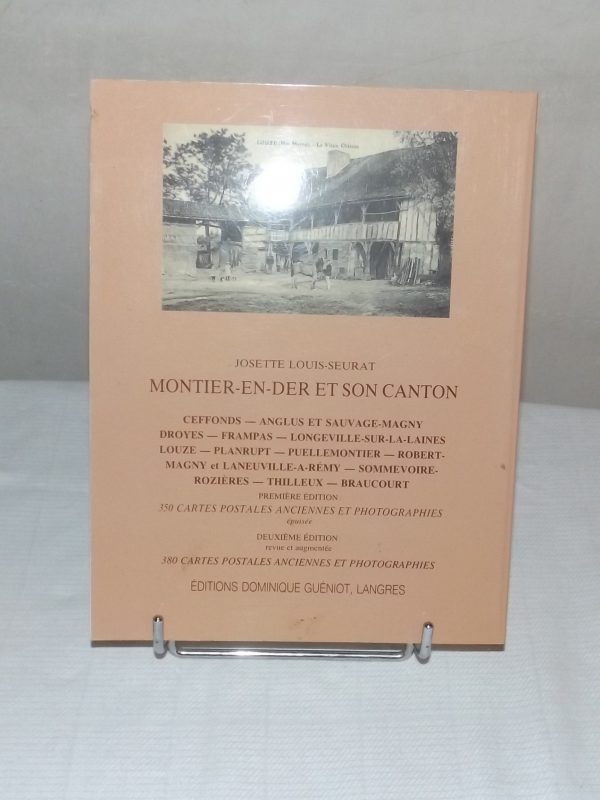 LOUZE (Hte-Marne). - Le Vieux Château
JOSETTE LOUIS-SEURAT
MONTIER-EN-DER ET SON CANTON
CEFFONDS — ANGLUS ET SAUVAGE-MAGNY
DROYES — FRAMPAS — LONGEVILLE-SUR-LA-LAINES
LOUZE — PLANRUPT — PUELLEMONTIER — ROBERT-
MAGNY et LANEUVILLE-A-RÉMY — SOMMEVOIRE-
ROZIÈRES — THILLEUX — BRAUCOURT
PREMIÈRE ÉDITION
350 CARTES POSTALES ANCIENNES ET PHOTOGRAPHIES
épuisée
DEUXIÈME ÉDITION
revue et augmentée
380 CARTES POSTALES ANCIENNES ET PHOTOGRAPHIES
ÉDITIONS DOMINIQUE GUÉNIOT, LANGRES